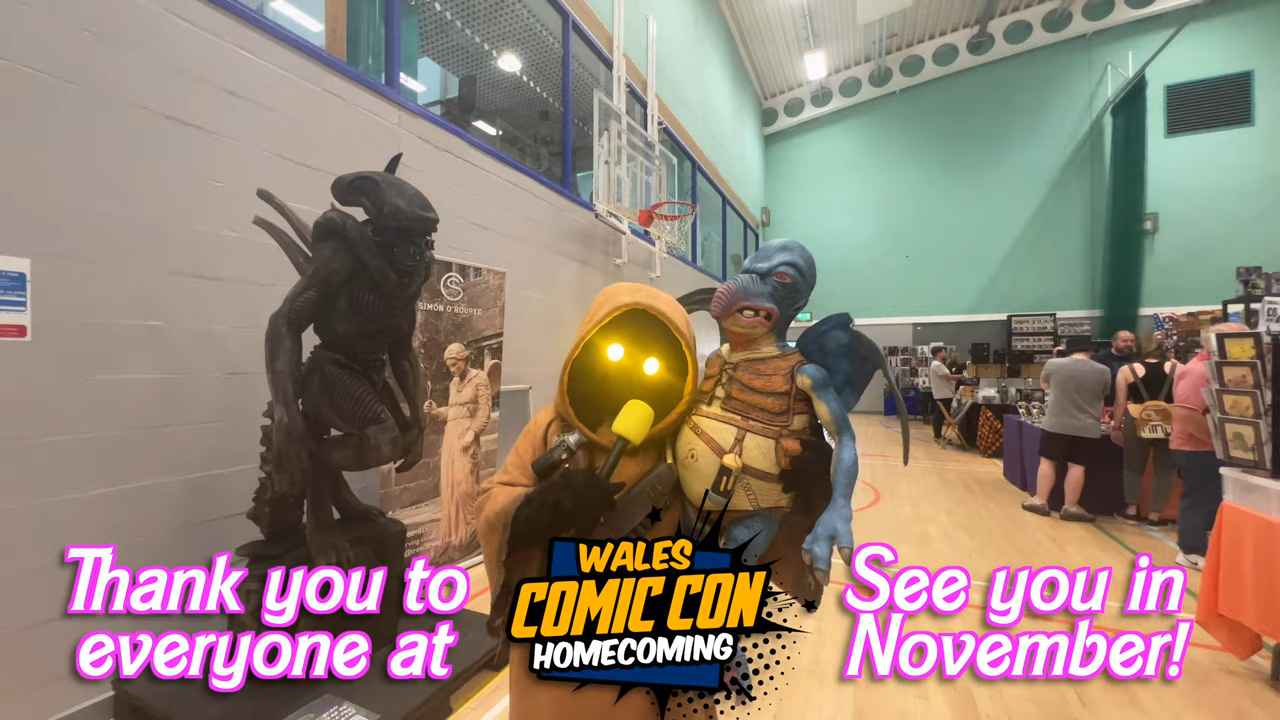 SIMON O'ROURKE
Thank you to
everyone at
WALES
COMIC CON
HOMECOMING
See you in
November!